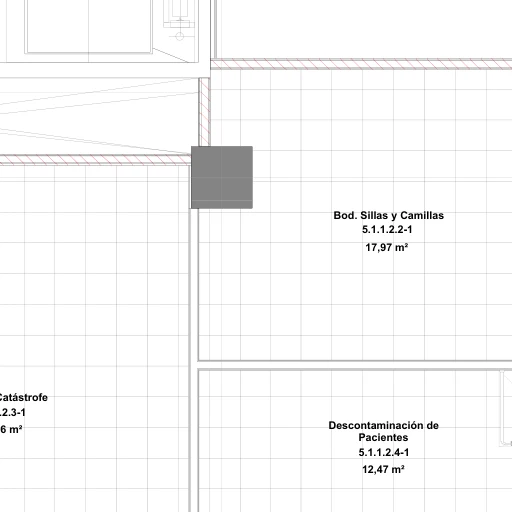 Bod. Sillas y Camillas
5.1.1.2.2-1
17,97 m²
Catástrofe
.2.3-1
6 m²
Descontaminación de
Pacientes
5.1.1.2.4-1
12,47 m²